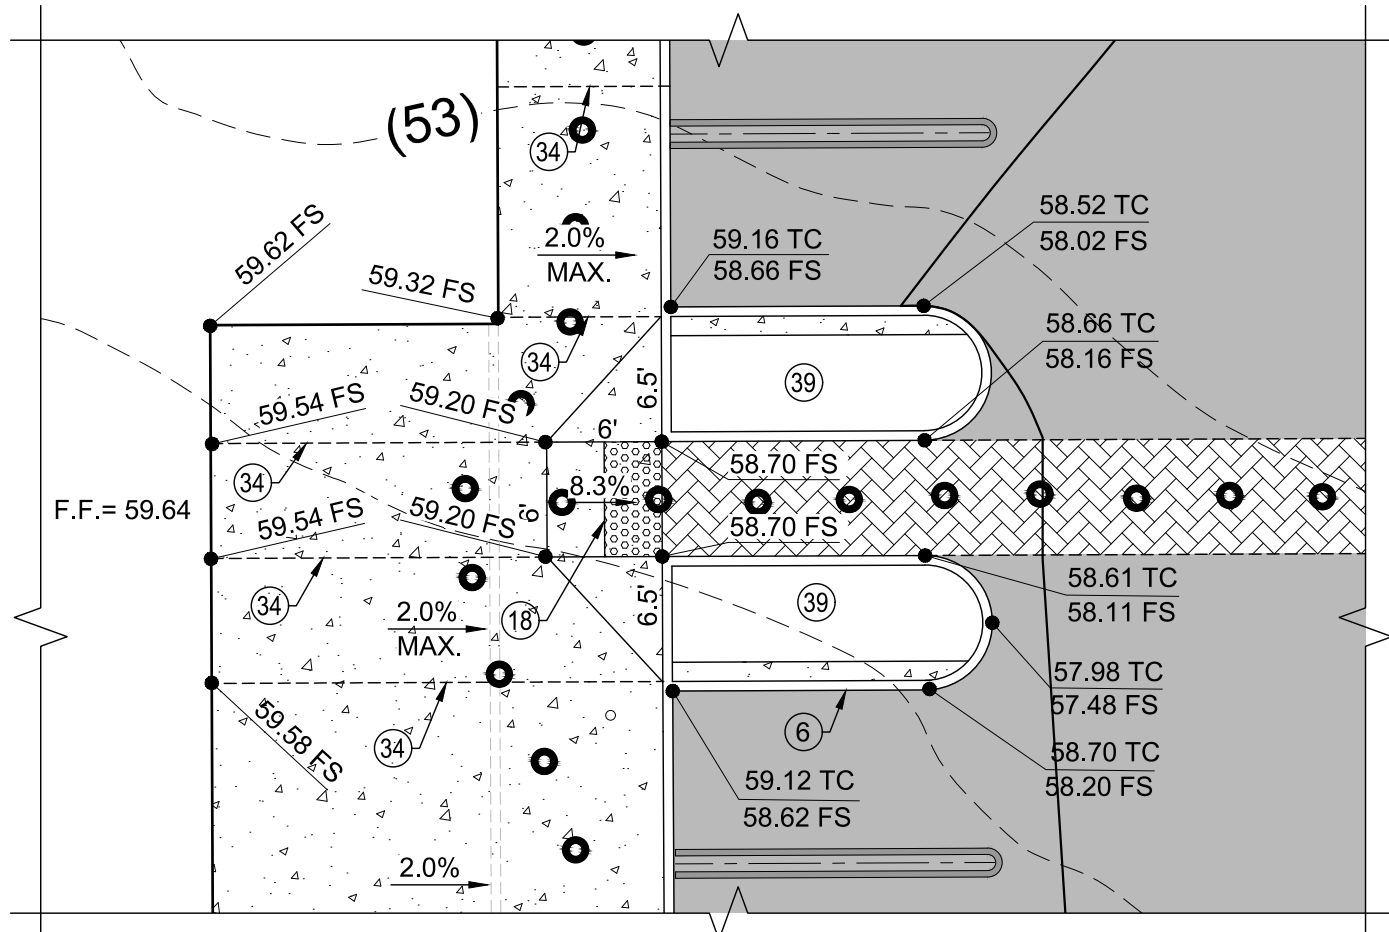 (53)
34
59.62 FS
59.32 FS
2.0%
MAX.
59.16 TC
58.66 FS
58.52 TC
58.02 FS
58.66 TC
58.16 FS
34
39
6.5'
59.54 FS
59.20 FS
6'
34
58.70 FS
8.3%
F.F.= 59.64
59.54 FS
59.20 FS
6'
58.70 FS
34
2.0%
MAX.
18
6.5'
39
58.61 TC
58.11 FS
57.98 TC
57.48 FS
59.58 FS
34
6
58.70 TC
58.20 FS
59.12 TC
58.62 FS
2.0%